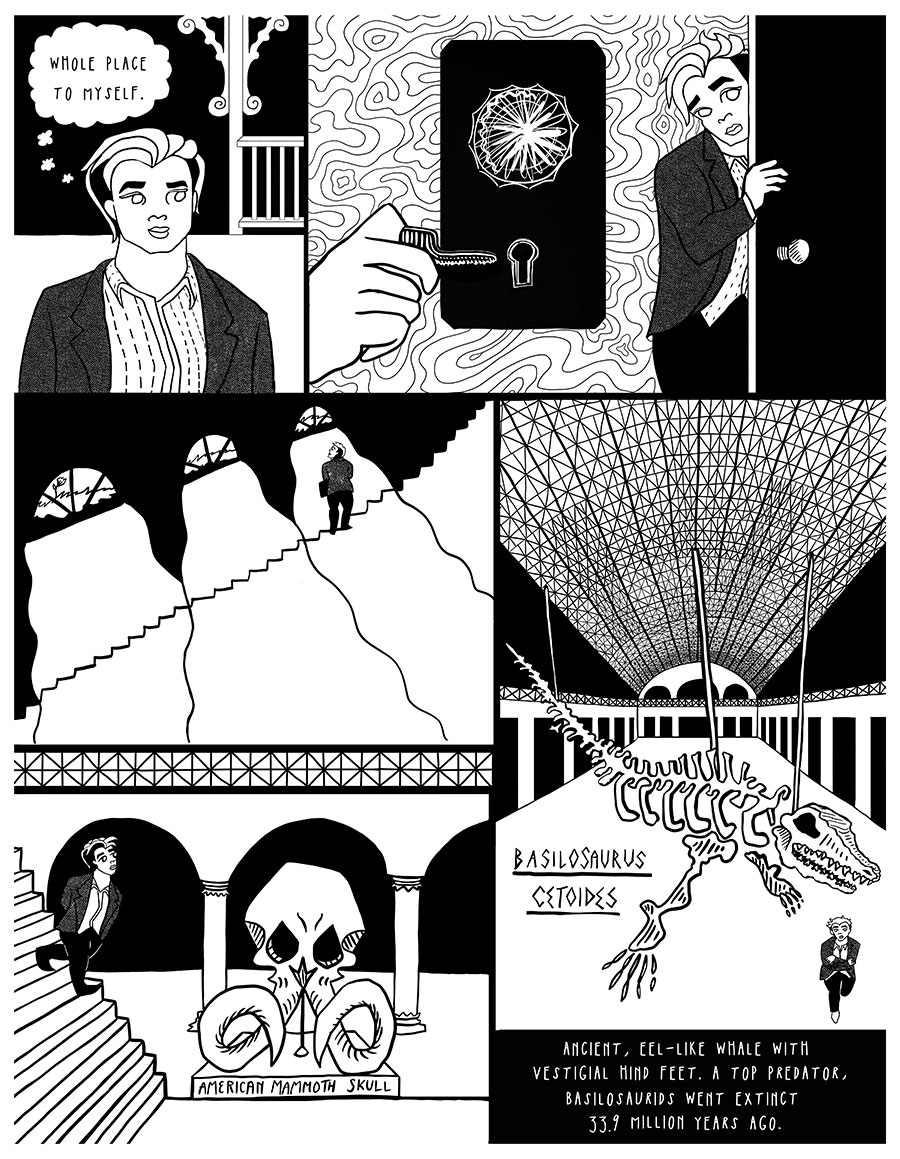 WHOLE PLACE
TO MYSELF.
AMERICAN MAMMOTH SKULL
BASILOSAURUS
CETOIDES
ANCIENT, EEL-LIKE WHALE WITH
VESTIGIAL HIND FEET. A TOP PREDATOR,
BASILOSAURIDS WENT EXTINCT
33.9 MILLION YEARS AGO.